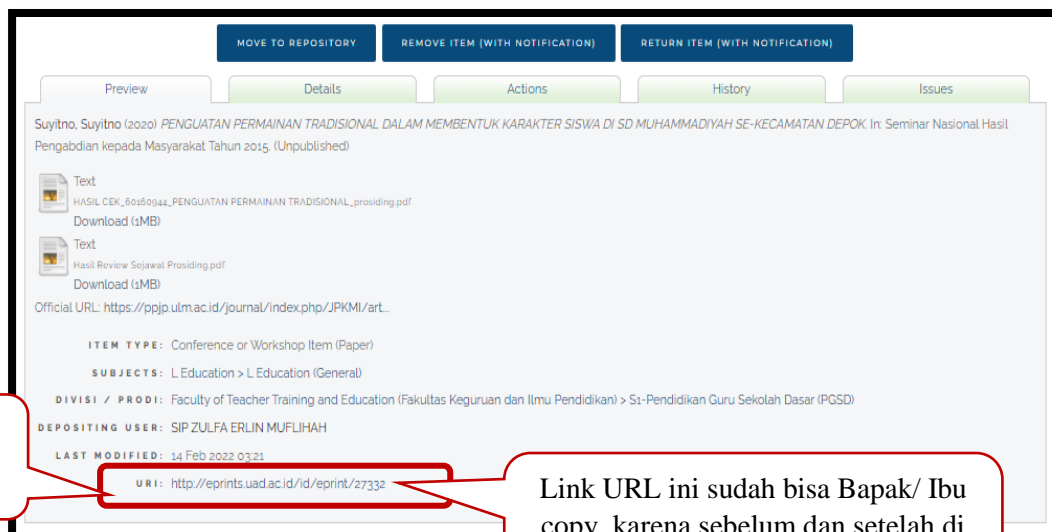 MOVE TO REPOSITORY REMOVE ITEM (WITH NOTIFICATION) RETURN ITEM (WITH NOTIFICATION)
Preview Details Actions History Issues
Suyitno, Suyitno (2020) PENGUATAN PERMAINAN TRADISIONAL DALAM MEMBENTUK KARAKTER SISWA DI SD MUHAMMADIYAH SE-KECAMATAN DEPOK. In: Seminar Nasional Hasil
Pengabdian kepada Masyarakat Tahun 2015. (Unpublished)
Text
HASIL CEK_60160944_PENGUATAN PERMAINAN TRADISIONAL_prosiding.pdf
Download (1MB)
Text
Hasil Review Sejawat Prosiding.pdf
Download (1MB)
Official URL: https://ppjp.ulm.ac.id/journal/index.php/JPKMI/art...
ITEM TYPE: Conference or Workshop Item (Paper)
SUBJECTS: L Education > L Education (General)
DIVISI / PRODI: Faculty of Teacher Training and Education (Fakultas Keguruan dan Ilmu Pendidikan) > S1-Pendidikan Guru Sekolah Dasar (PGSD)
DEPOSITING USER: SIP ZULFA ERLIN MUFLIHAH
LAST MODIFIED: 14 Feb 2022 03:21
URI: http://eprints.uad.ac.id/id/eprint/27332
Link URL ini sudah bisa Bapak/ Ibu
copy, karena sebelum dan setelah di